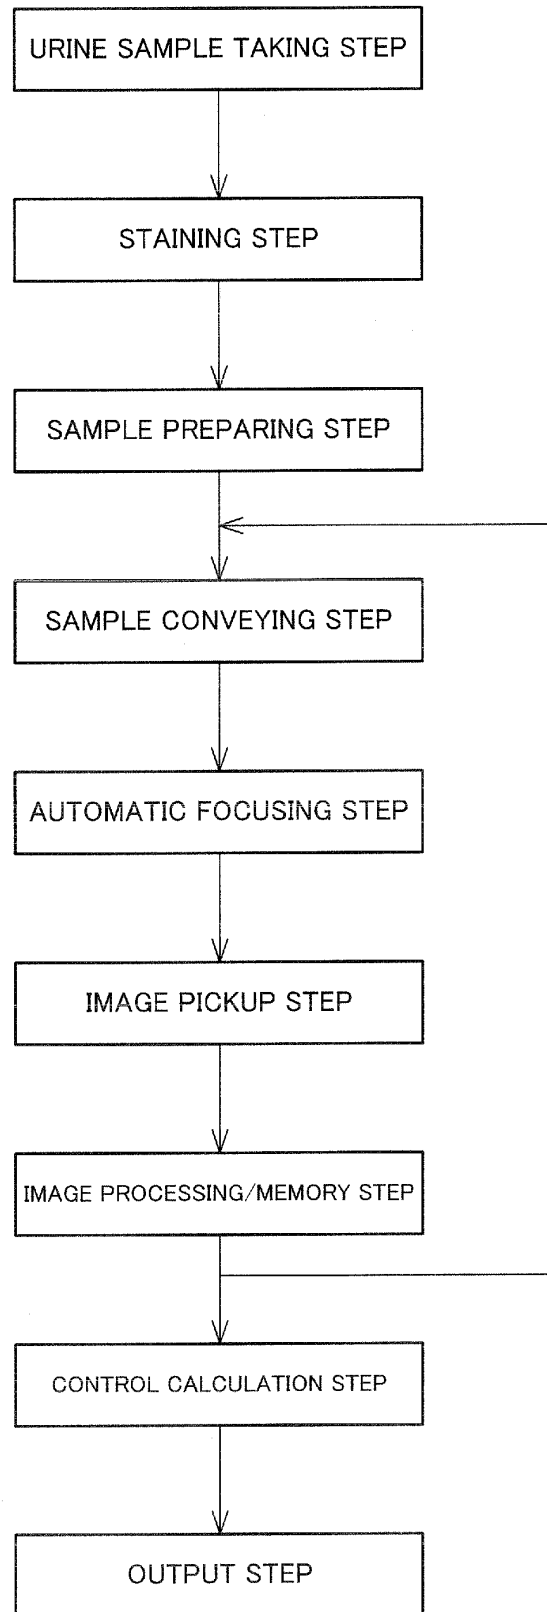 URINE SAMPLE TAKING STEP
STAINING STEP
SAMPLE PREPARING STEP
SAMPLE CONVEYING STEP
AUTOMATIC FOCUSING STEP
IMAGE PICKUP STEP
IMAGE PROCESSING/MEMORY STEP
CONTROL CALCULATION STEP
OUTPUT STEP